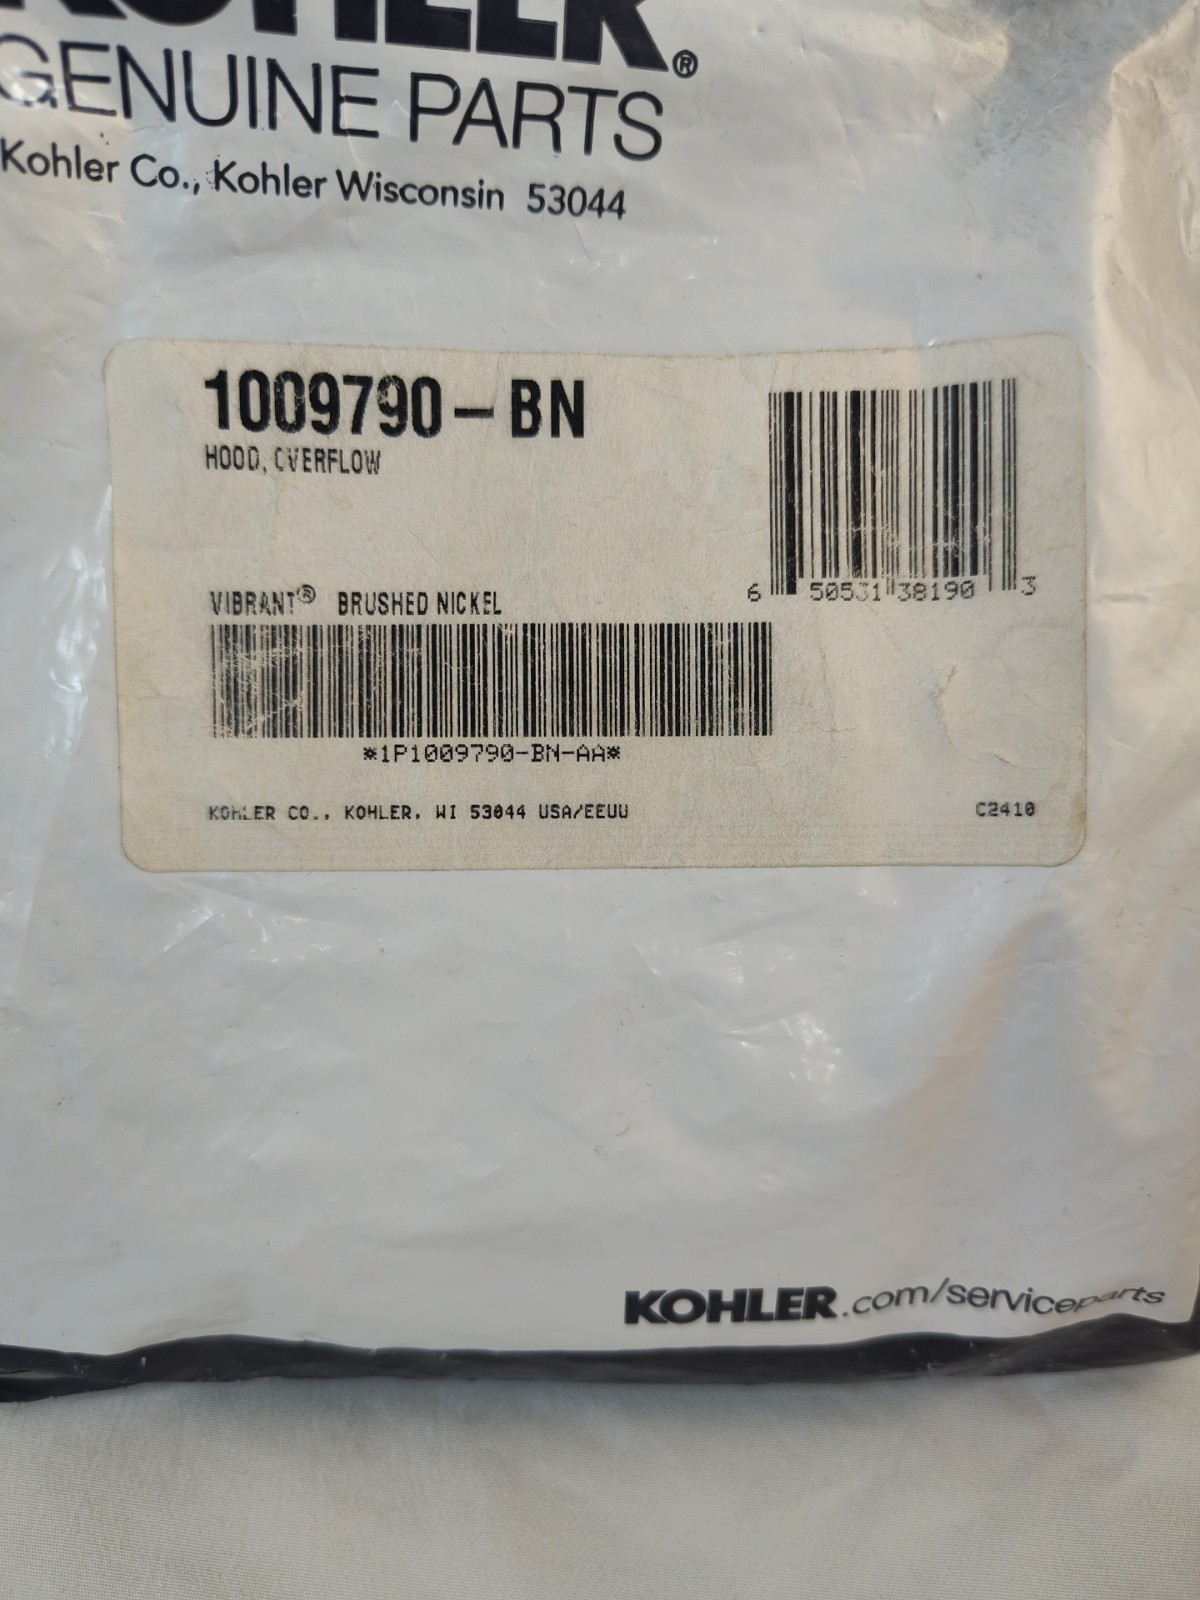 KOHLER®
GENUINE PARTS
Kohler Co., Kohler Wisconsin 53044
1009790-BN
HOOD, OVERFLOW
6 50531 38190 3
VIBRANT® BRUSHED NICKEL
*1P1009790-BN-AA*
KOHLER CO., KOHLER, WI 53044 USA/EEUU
C2410
KOHLER.com/serviceparts